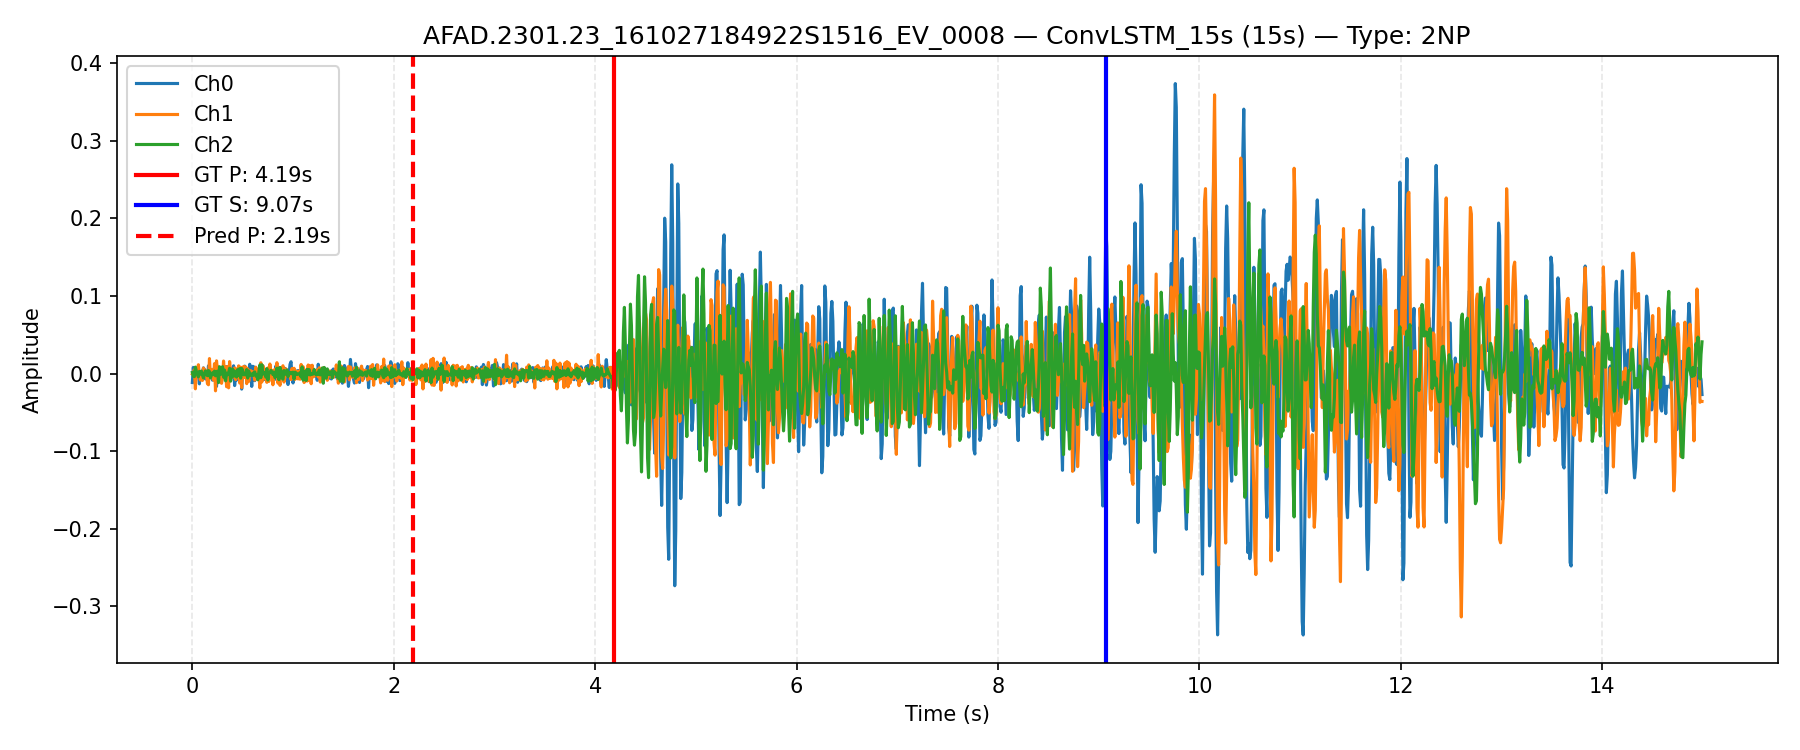 AFAD.2301.23_161027184922S1516_EV_0008 — ConvLSTM_15s (15s) — Type: 2NP
Ch0
Ch1
Ch2
GT P: 4.19s
GT S: 9.07s
Pred P: 2.19s
Amplitude
0.4
0.3
0.2
0.1
0.0
−0.1
−0.2
−0.3
0 2 4 6 8 10 12 14
Time (s)